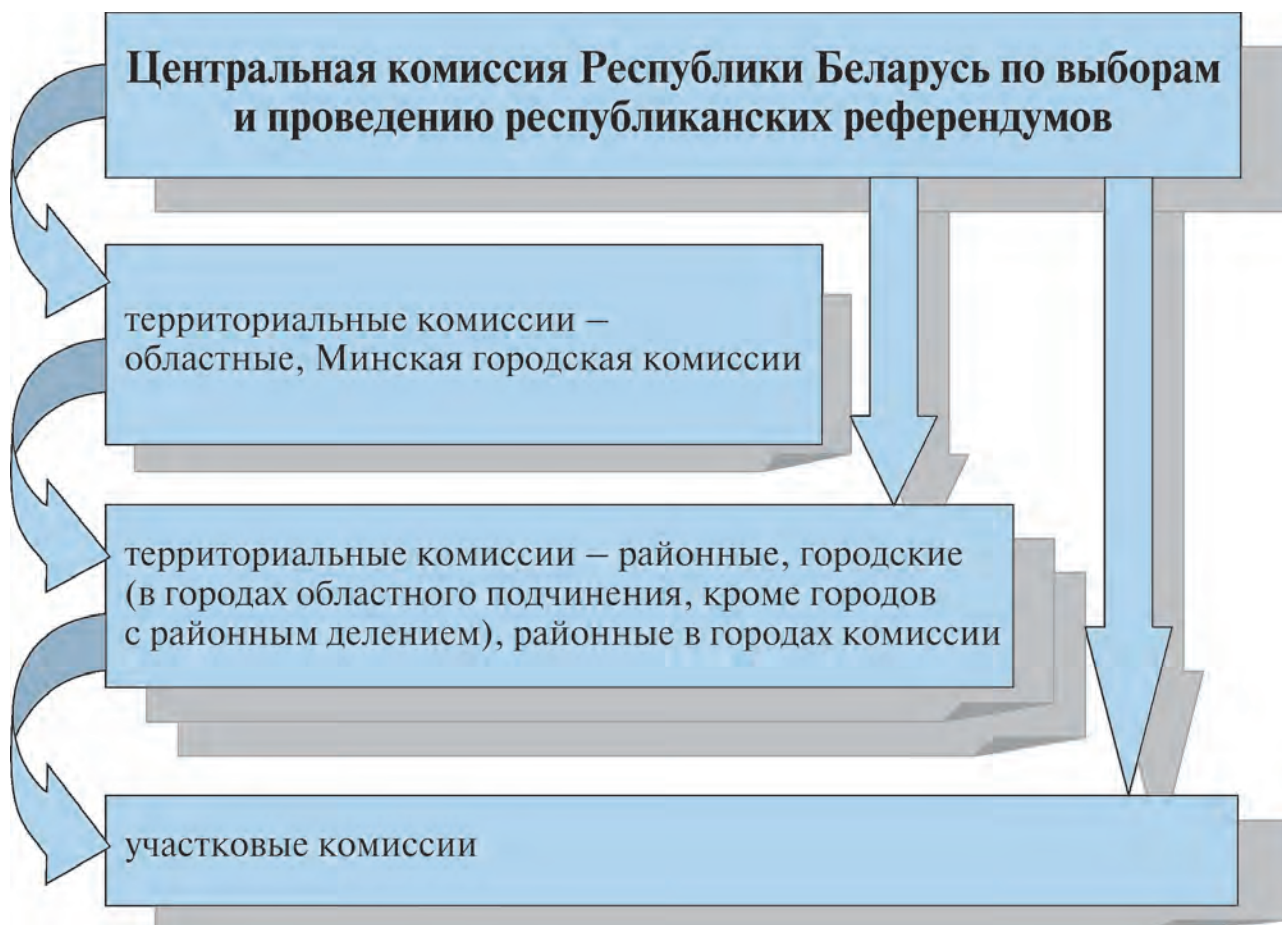 Центральная комиссия Республики Беларусь по выборам
и проведению республиканских референдумов
территориальные комиссии –
областные, Минская городская комиссии
территориальные комиссии – районные, городские
(в городах областного подчинения, кроме городов
с районным делением), районные в городах комиссии
участковые комиссии